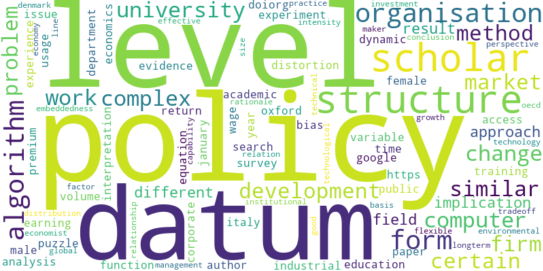 denmark issue usage experience problem
department economics university
doiorg practice investment effective intensity line economy
experiment size conclusion maker dynamic
organisation
result method
perspective
level
evidence distortion
scholar
female oecd
embeddedness
work complex
academic rationale oxford
structure
market
premium
interpretation
return capability january equation
wage year bias
technical technological
growth
variable
access technology
approach
algorithm
policy
search relation survey
time google
https
change
training
volume
different
development
public
similar
factor
earning
distribution
economist
puzzle
global
male
analysis
datum
relationship
corporate
italy
institutional
good
basis
flexible
tradeoff
longterm
environmental
implication
field computer
form
firm
certain
function management author
industrial education paper